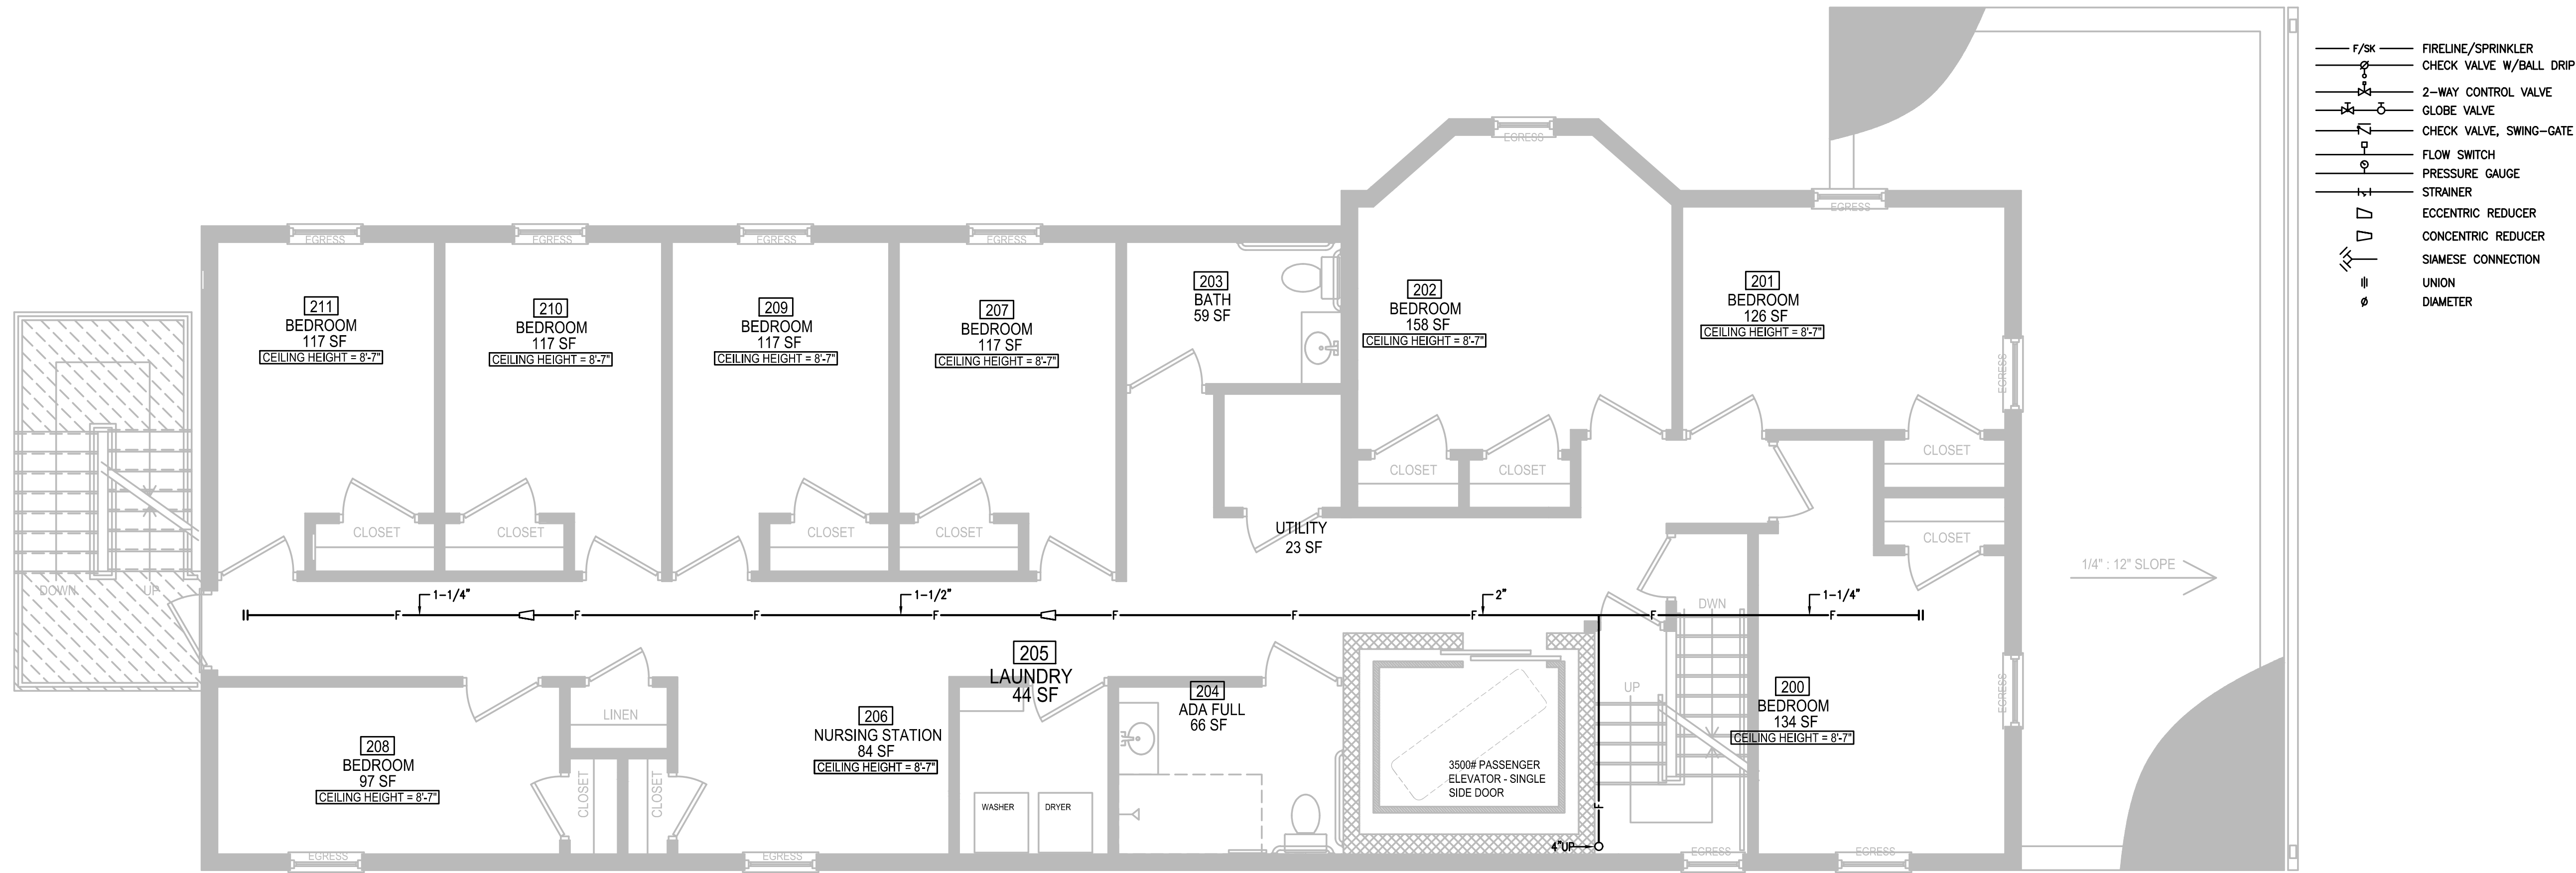 F/SK FIRELINE/SPRINKLER
CHECK VALVE W/BALL DRIP
2-WAY CONTROL VALVE
GLOBE VALVE
CHECK VALVE, SWING-GATE
FLOW SWITCH
PRESSURE GAUGE
STRAINER
ECCENTRIC REDUCER
CONCENTRIC REDUCER
SIAMESE CONNECTION
UNION
ø DIAMETER
EGRESS
EGRESS
EGRESS
EGRESS
EGRESS
EGRESS
211
BEDROOM
117 SF
CEILING HEIGHT = 8'-7"
210
BEDROOM
117 SF
CEILING HEIGHT = 8'-7"
209
BEDROOM
117 SF
CEILING HEIGHT = 8'-7"
207
BEDROOM
117 SF
CEILING HEIGHT = 8'-7"
203
BATH
59 SF
202
BEDROOM
158 SF
CEILING HEIGHT = 8'-7"
201
BEDROOM
126 SF
CEILING HEIGHT = 8'-7"
EGRESS
CLOSET
CLOSET
CLOSET
CLOSET
CLOSET
CLOSET
CLOSET
CLOSET
UTILITY
23 SF
1/4" : 12" SLOPE
DOWN
UP
1-1/4"
1-1/2"
2"
1-1/4"
F
F
F
F
F
F
F
F
F
DWN
205
LAUNDRY
44 SF
204
ADA FULL
66 SF
UP
200
BEDROOM
134 SF
CEILING HEIGHT = 8'-7"
EGRESS
LINEN
206
NURSING STATION
84 SF
CEILING HEIGHT = 8'-7"
208
BEDROOM
97 SF
CEILING HEIGHT = 8'-7"
CLOSET
CLOSET
WASHER
DRYER
3500# PASSENGER
ELEVATOR - SINGLE
SIDE DOOR
F
4"UP
EGRESS
EGRESS
EGRESS
EGRESS